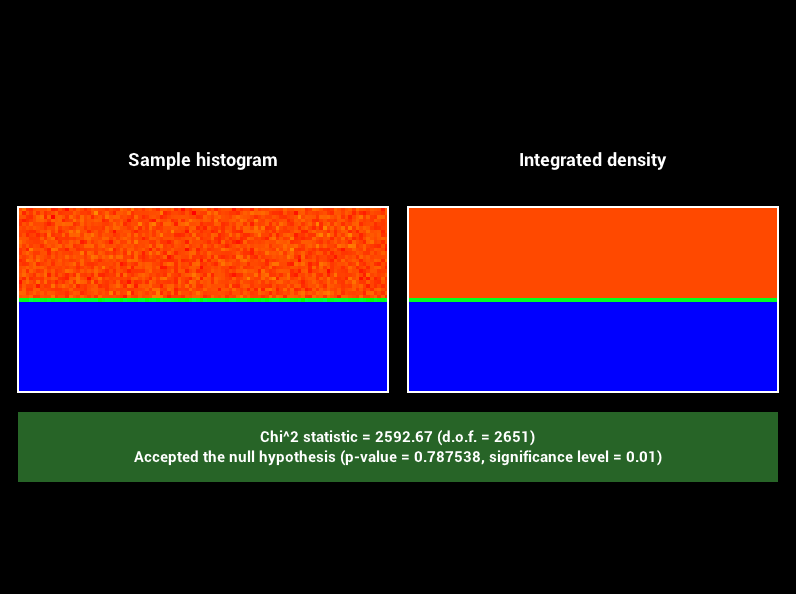 Sample histogram
Integrated density
Chi^2 statistic = 2592.67 (d.o.f. = 2651)
Accepted the null hypothesis (p-value = 0.787538, significance level = 0.01)